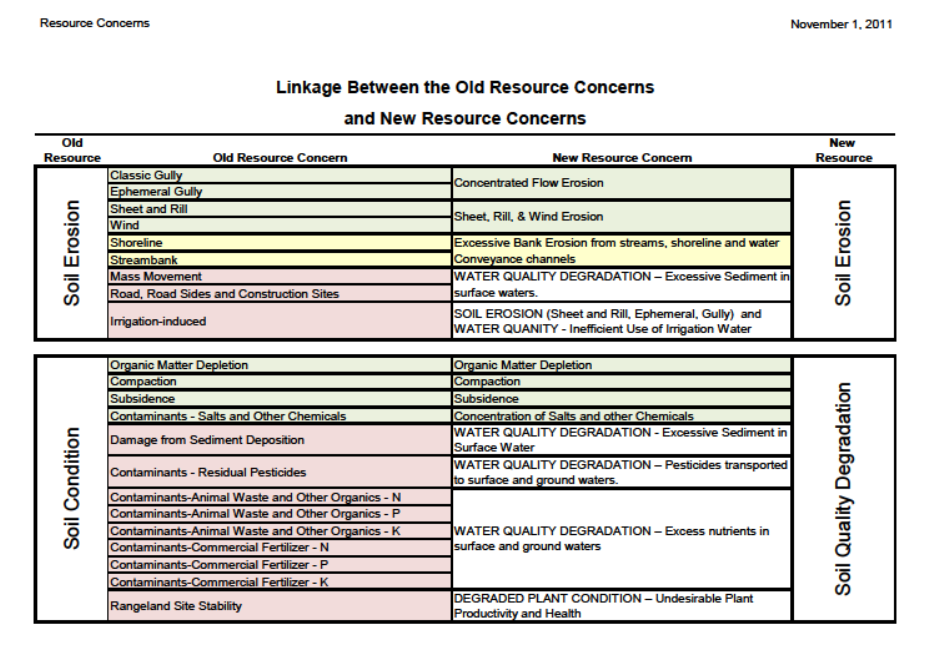 Resource Concerns
November 1, 2011
Linkage Between the Old Resource Concerns
and New Resource Concerns
Old
Resource
Old Resource Concern
New Resource Concern
New
Resource
Soil Erosion
Classic Gully
Ephemeral Gully
Concentrated Flow Erosion
Sheet and Rill
Wind
Sheet, Rill, & Wind Erosion
Shoreline
Streambank
Excessive Bank Erosion from streams, shoreline and water
Conveyance channels
Mass Movement
Road, Road Sides and Construction Sites
WATER QUALITY DEGRADATION – Excessive Sediment in
surface waters.
Irrigation-induced
SOIL EROSION (Sheet and Rill, Ephemeral, Gully) and
WATER QUANITY - Inefficient Use of Irrigation Water
Soil Erosion
Soil Condition
Organic Matter Depletion
Organic Matter Depletion
Compaction
Compaction
Subsidence
Subsidence
Contaminants - Salts and Other Chemicals
Concentration of Salts and other Chemicals
Damage from Sediment Deposition
WATER QUALITY DEGRADATION - Excessive Sediment in
Surface Water
Contaminants - Residual Pesticides
WATER QUALITY DEGRADATION – Pesticides transported
to surface and ground waters.
Contaminants-Animal Waste and Other Organics - N
Contaminants-Animal Waste and Other Organics - P
Contaminants-Animal Waste and Other Organics - K
Contaminants-Commercial Fertilizer - N
Contaminants-Commercial Fertilizer - P
Contaminants-Commercial Fertilizer - K
WATER QUALITY DEGRADATION – Excess nutrients in
surface and ground waters
Rangeland Site Stability
DEGRADED PLANT CONDITION – Undesirable Plant
Productivity and Health
Soil Quality Degradation